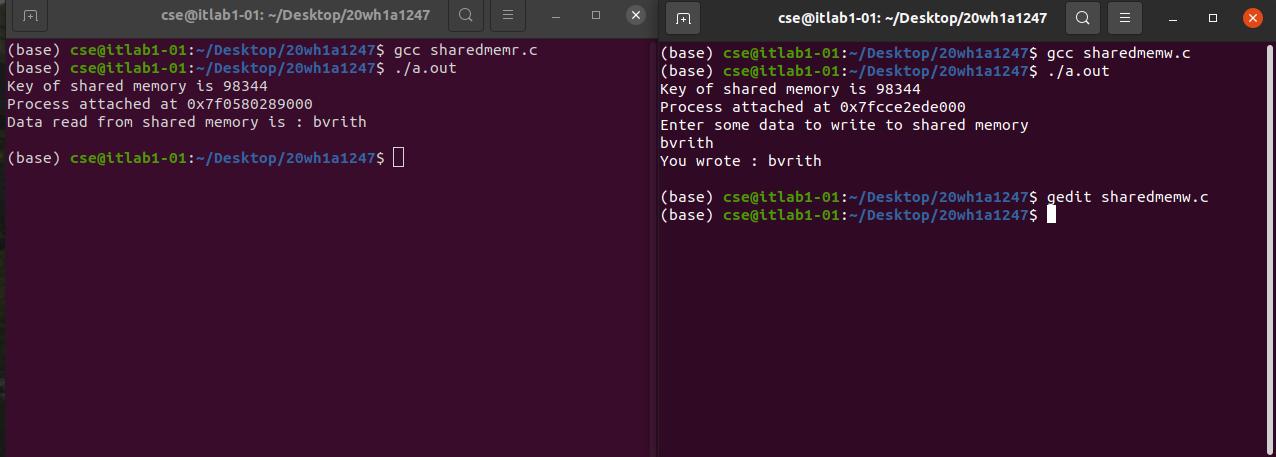 cse@itlab1-01: ~/Desktop/20wh1a1247
(base) cse@itlab1-01:~/Desktop/20wh1a1247$ gcc sharedmemr.c
(base) cse@itlab1-01:~/Desktop/20wh1a1247$ ./a.out
Key of shared memory is 98344
Process attached at 0x7f0580289000
Data read from shared memory is : bvrith
(base) cse@itlab1-01:~/Desktop/20wh1a1247$
cse@itlab1-01: ~/Desktop/20wh1a1247
(base) cse@itlab1-01:~/Desktop/20wh1a1247$ gcc sharedmemw.c
(base) cse@itlab1-01:~/Desktop/20wh1a1247$ ./a.out
Key of shared memory is 98344
Process attached at 0x7fcce2ede000
Enter some data to write to shared memory
bvrith
You wrote : bvrith
(base) cse@itlab1-01:~/Desktop/20wh1a1247$ gedit sharedmemw.c
(base) cse@itlab1-01:~/Desktop/20wh1a1247$